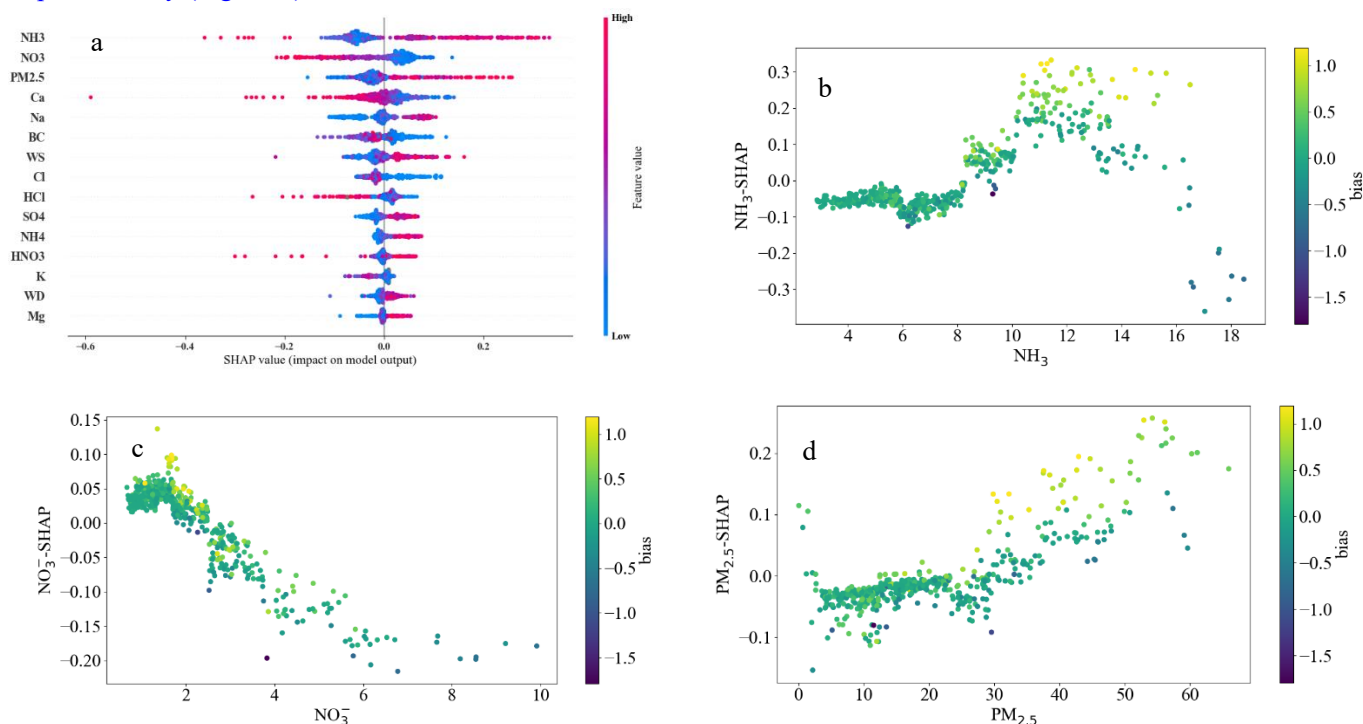 a
NH3
NO3
PM2.5
Ca
Na
BC
WS
Cl
HCl
SO4
NH4
HNO3
K
WD
Mg
−0.6 −0.4 −0.2 0.0 0.2
SHAP value (impact on model output)
High
Feature value
Low
b
NH₃-SHAP
0.3
0.2
0.1
0.0
−0.1
−0.2
−0.3
4 6 8 10 12 14 16 18
NH₃
1.0
0.5
0.0
−0.5
−1.0
−1.5
bias
c
NO₃⁻-SHAP
0.15
0.10
0.05
0.00
−0.05
−0.10
−0.15
−0.20
2 4 6 8 10
NO₃⁻
1.0
0.5
0.0
−0.5
−1.0
−1.5
bias
d
PM₂.₅-SHAP
0.2
0.1
0.0
−0.1
0 10 20 30 40 50 60
PM₂.₅
1.0
0.5
0.0
−0.5
−1.0
−1.5
bias